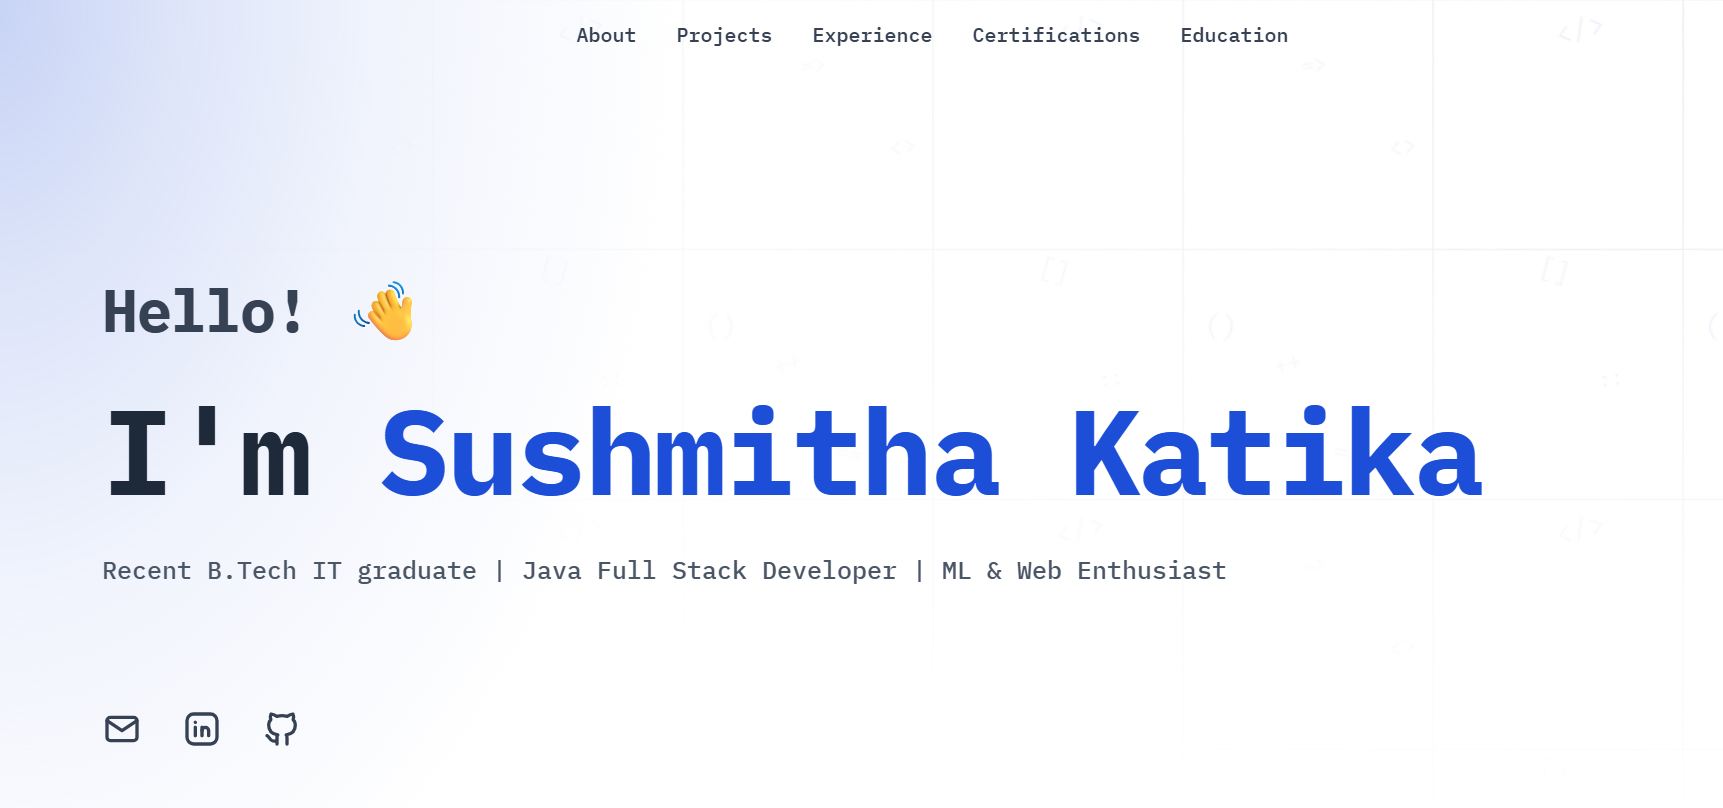 About Projects Experience Certifications Education
Hello! 👋
I'm Sushmitha Katika
Recent B.Tech IT graduate | Java Full Stack Developer | ML & Web Enthusiast